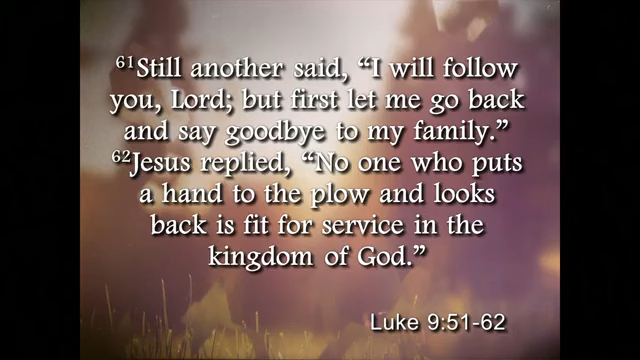 ⁶¹Still another said, “I will follow
you, Lord; but first let me go back
and say goodbye to my family.”
⁶²Jesus replied, “No one who puts
a hand to the plow and looks
back is fit for service in the
kingdom of God.”
Luke 9:51-62